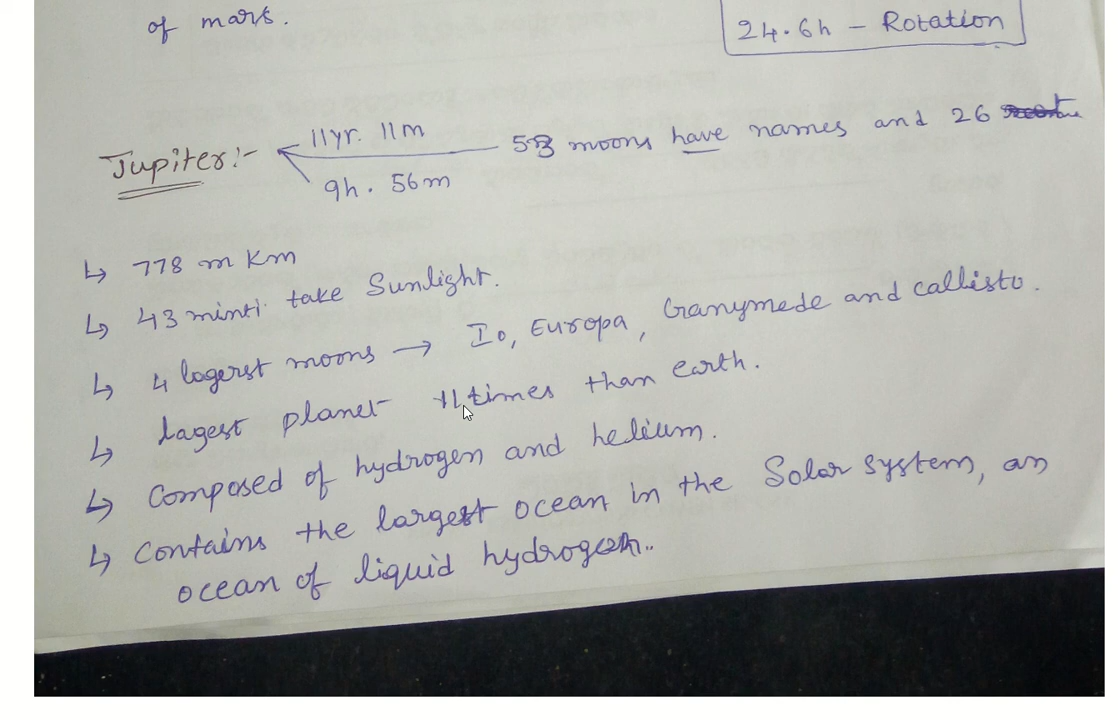 of mars.
24.6h - Rotation
11yr. 11m
Jupiter:- 53 moons have names and 26
9h. 56m
↳ 778 m Km
↳ 43 minti take Sunlight.
↳ 4 logerst moons → Io, Europa, Ganymede and callisto.
↳ lagest planet 11 times than earth.
↳ Composed of hydrogen and helium.
↳ Contains the largest ocean in the Solar system, an
ocean of liquid hydrogen..